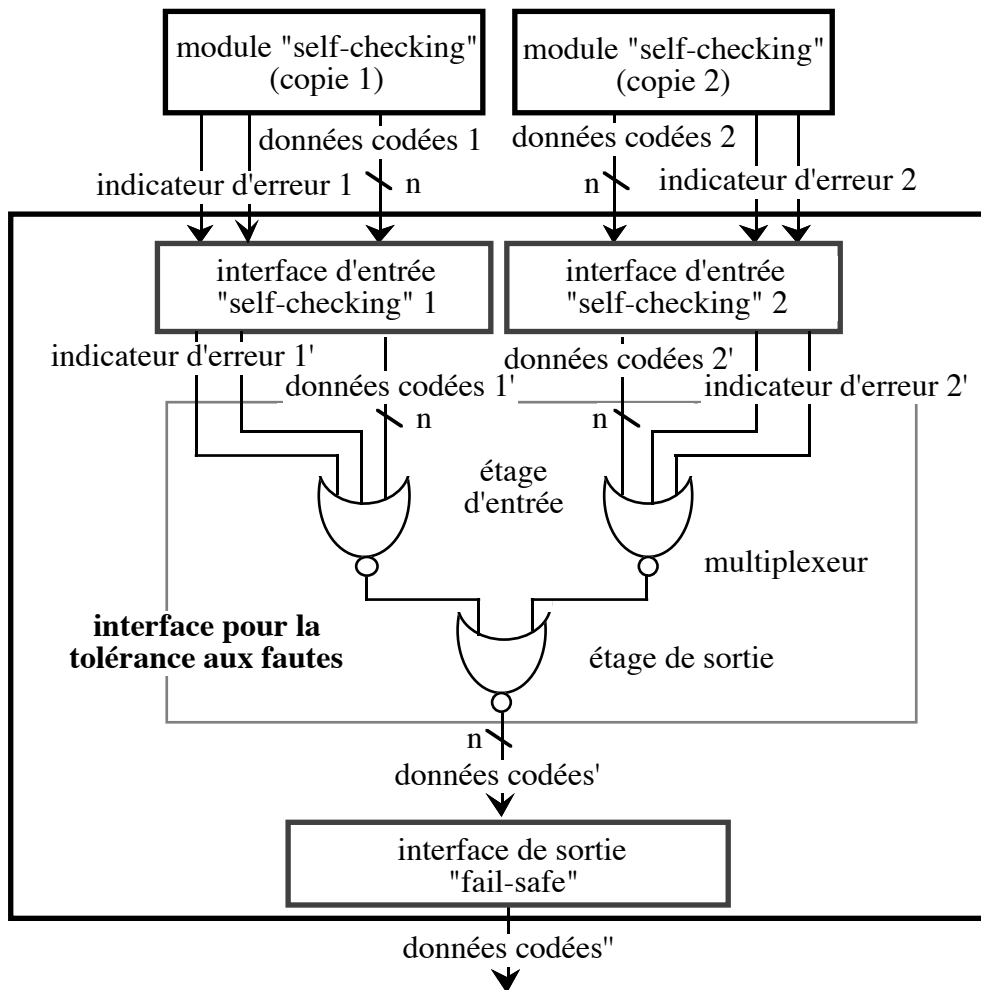 module "self-checking"
(copie 1)
module "self-checking"
(copie 2)
données codées 1
données codées 2
indicateur d'erreur 1
n
n
indicateur d'erreur 2
interface d'entrée
"self-checking" 1
interface d'entrée
"self-checking" 2
indicateur d'erreur 1'
données codées 2'
données codées 1'
indicateur d'erreur 2'
n
n
étage
d'entrée
multiplexeur
interface pour la
tolérance aux fautes
étage de sortie
n
données codées'
interface de sortie
"fail-safe"
données codées"